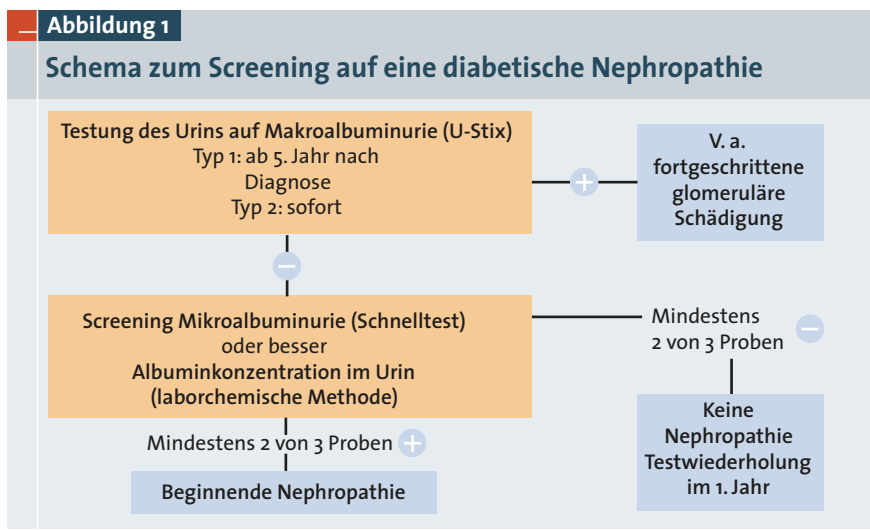 Abbildung 1
Schema zum Screening auf eine diabetische Nephropathie
Testung des Urins auf Makroalbuminurie (U-Stix)
Typ 1: ab 5. Jahr nach
Diagnose
Typ 2: sofort
+
V. a.
fortgeschrittene
glomeruläre
Schädigung
−
Screening Mikroalbuminurie (Schnelltest)
oder besser
Albuminkonzentration im Urin
(laborchemische Methode)
Mindestens
2 von 3 Proben −
Mindestens 2 von 3 Proben +
Beginnende Nephropathie
Keine
Nephropathie
Testwiederholung
im 1. Jahr